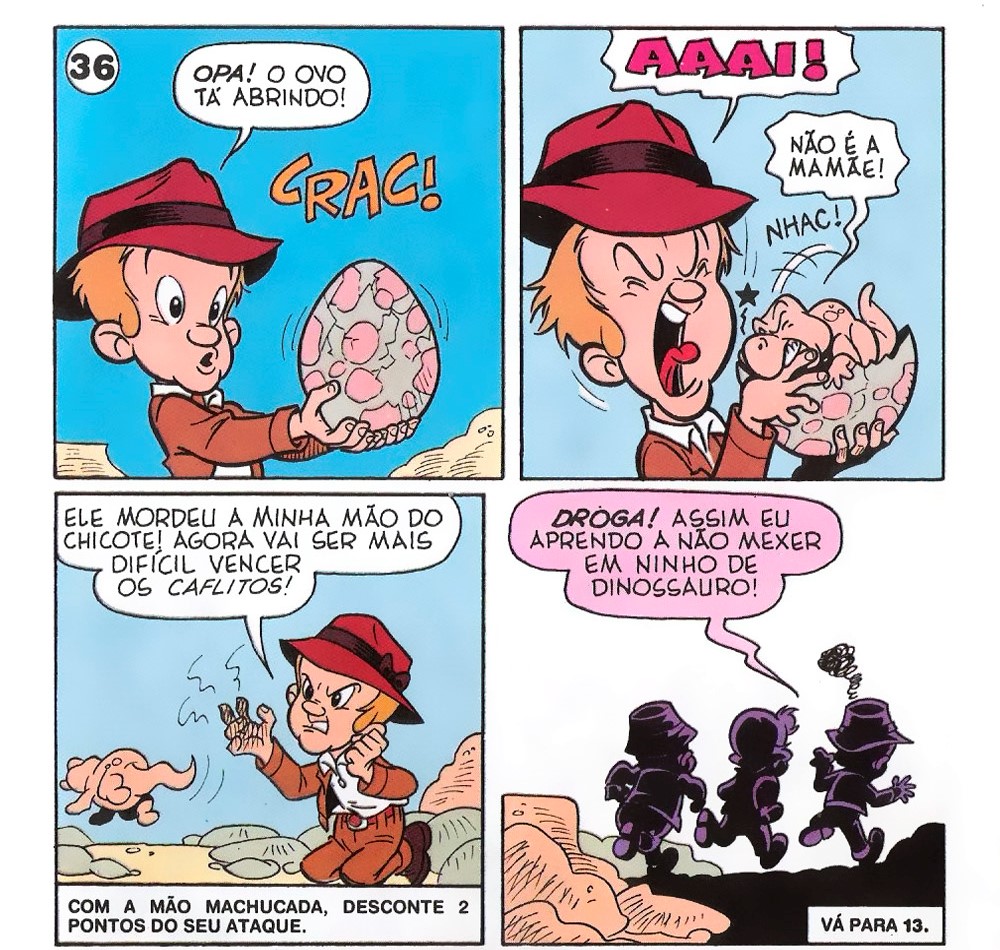 36
OPA! O OVO
TÁ ABRINDO!
CRAC!
AAAI!
NÃO É A
MAMÃE!
NHAC!
ELE MORDEU A MINHA MÃO DO
CHICOTE! AGORA VAI SER MAIS
DIFÍCIL VENCER
OS CAFLITOS!
COM A MÃO MACHUCADA, DESCONTE 2
PONTOS DO SEU ATAQUE.
DROGA! ASSIM EU
APRENDO A NÃO MEXER
EM NINHO DE
DINOSSAURO!
VÁ PARA 13.